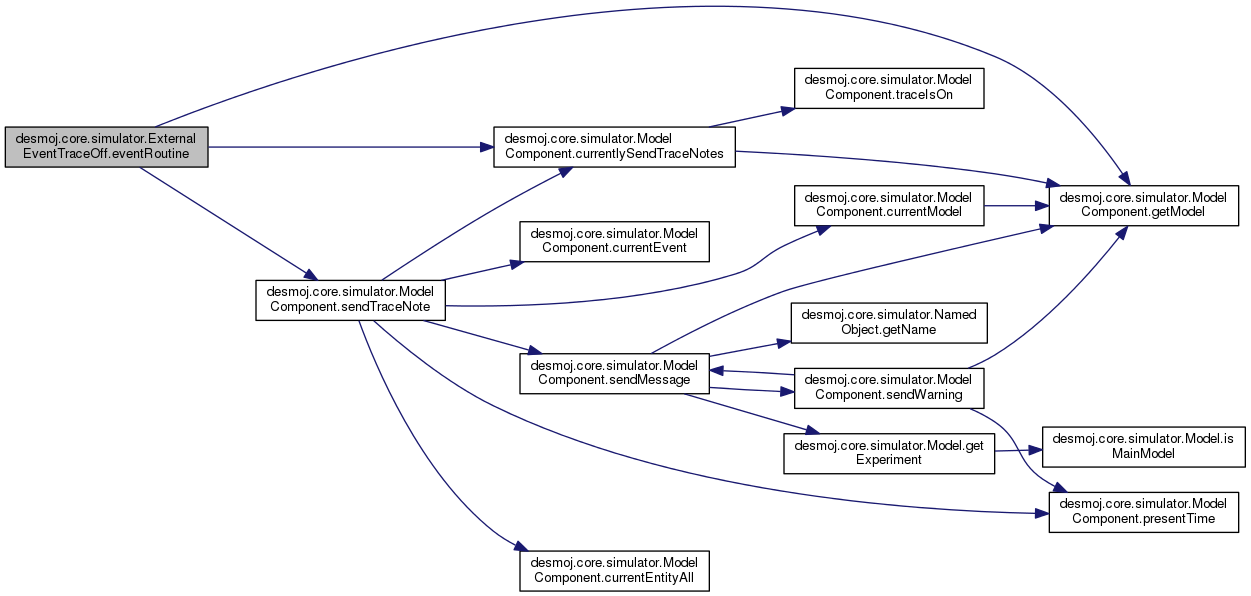 desmoj.core.simulator.External
EventTraceOff.eventRoutine
desmoj.core.simulator.Model
Component.sendTraceNote
desmoj.core.simulator.Model
Component.currentlySendTraceNotes
desmoj.core.simulator.Model
Component.currentEvent
desmoj.core.simulator.Model
Component.sendMessage
desmoj.core.simulator.Model
Component.currentEntityAll
desmoj.core.simulator.Model
Component.traceIsOn
desmoj.core.simulator.Model
Component.currentModel
desmoj.core.simulator.Named
Object.getName
desmoj.core.simulator.Model
Component.sendWarning
desmoj.core.simulator.Model.get
Experiment
desmoj.core.simulator.Model
Component.getModel
desmoj.core.simulator.Model.is
MainModel
desmoj.core.simulator.Model
Component.presentTime